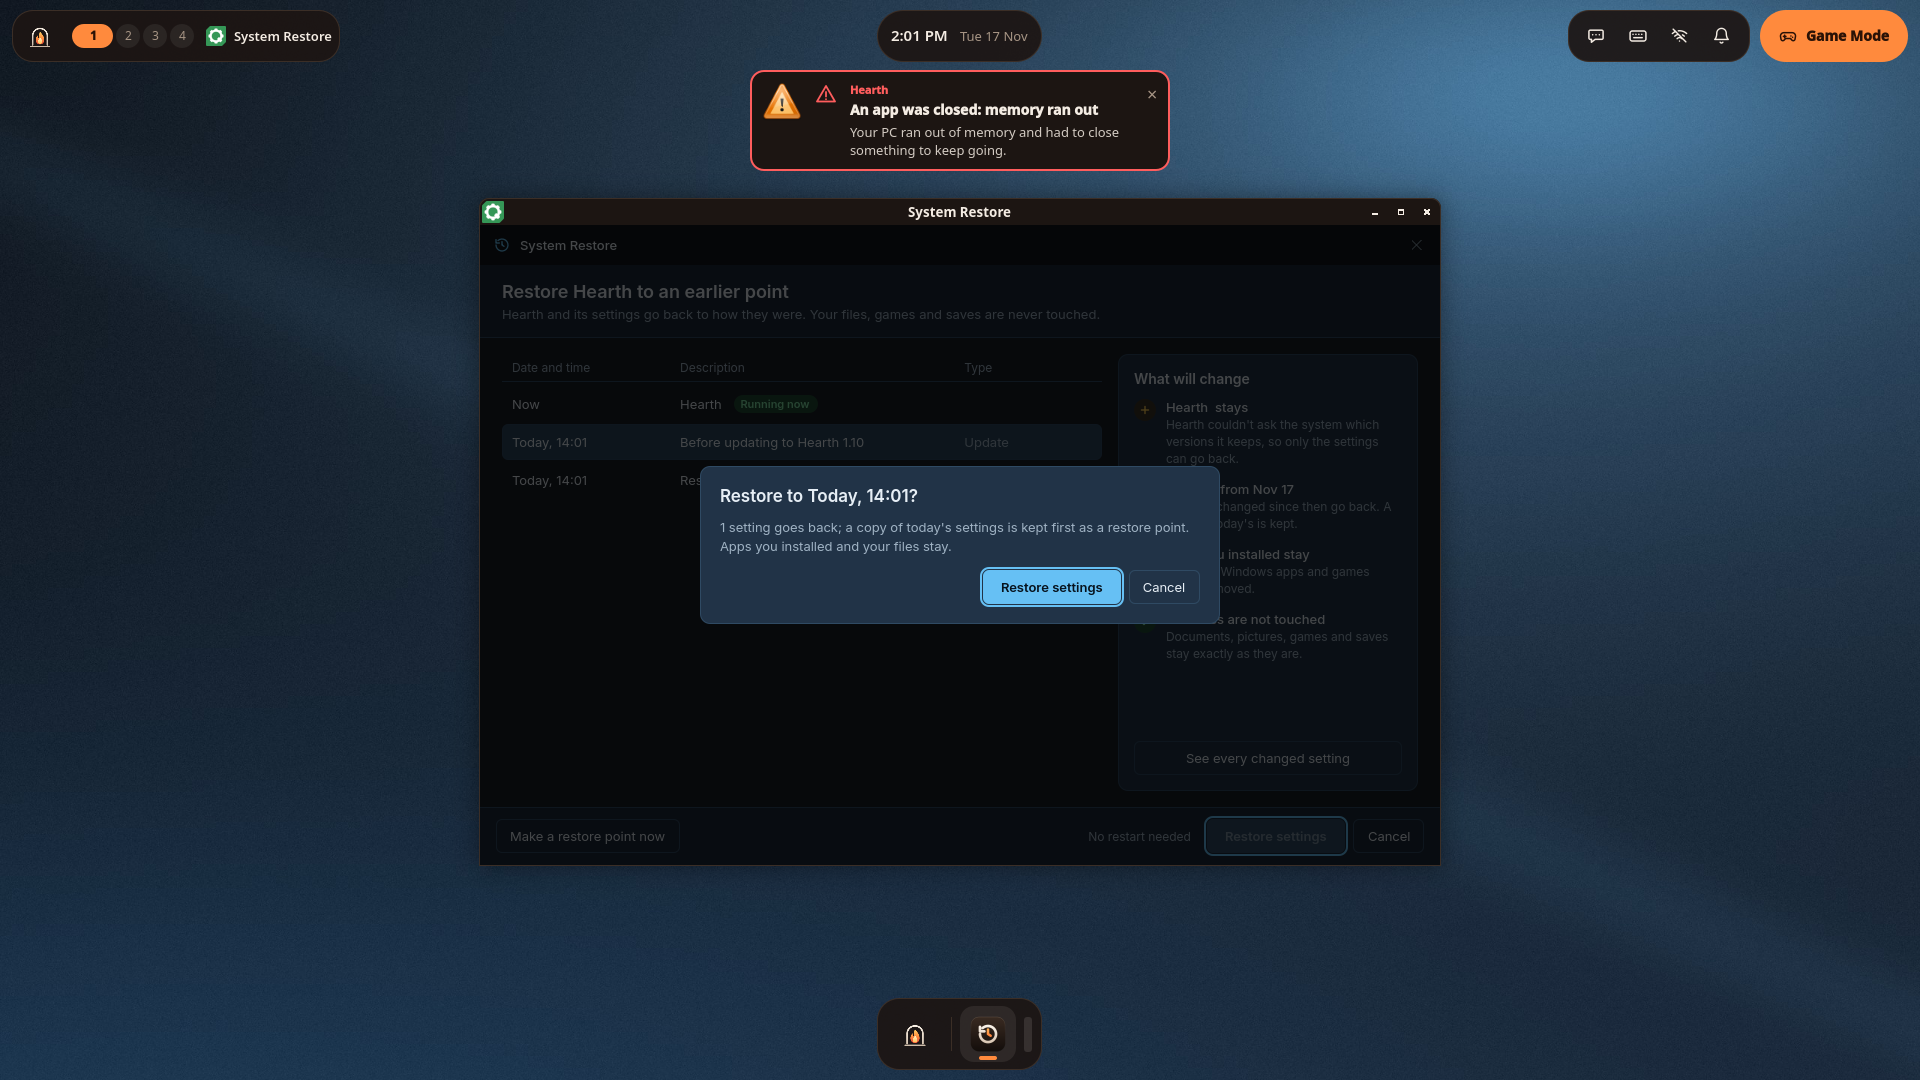 1 2 3 4 System Restore
2:01 PM Tue 17 Nov
Game Mode
Hearth
An app was closed: memory ran out
Your PC ran out of memory and had to close
something to keep going.
System Restore
System Restore
Restore Hearth to an earlier point
Hearth and its settings go back to how they were. Your files, games and saves are never touched.
Date and time Description Type
Now Hearth Running now
Today, 14:01 Before updating to Hearth 1.10 Update
Today, 14:01
Restore to Today, 14:01?
1 setting goes back; a copy of today's settings is kept first as a restore point.
Apps you installed and your files stay.
Restore settings Cancel
What will change
Hearth stays
Hearth couldn't ask the system which
versions it keeps, so only the settings
can go back.
from Nov 17
changed since then go back. A
is kept.
installed stay
Windows apps and games
are not touched
Documents, pictures, games and saves
stay exactly as they are.
See every changed setting
Make a restore point now
No restart needed Restore settings Cancel